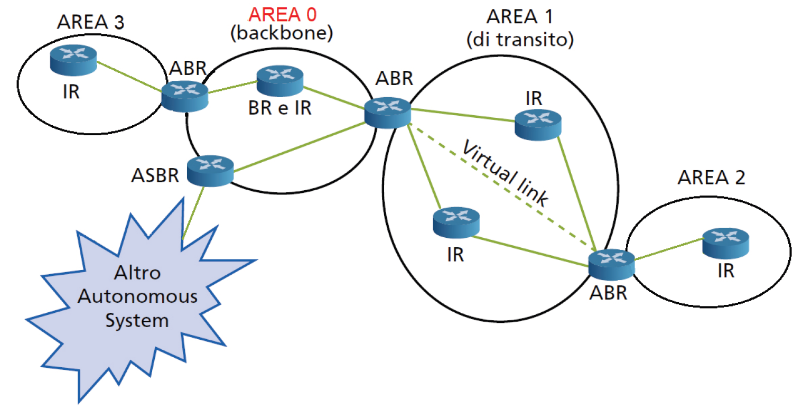 AREA 3
IR
ABR
AREA 0
(backbone)
BR e IR
ASBR
ABR
AREA 1
(di transito)
IR
Virtual link
IR
ABR
AREA 2
IR
Altro
Autonomous
System